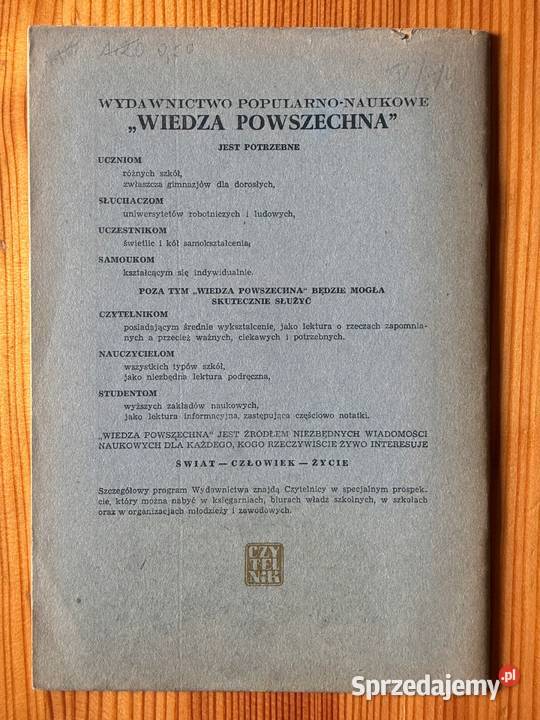 WYDAWNICTWO POPULARNO-NAUKOWE
„WIEDZA POWSZECHNA”
JEST POTRZEBNE
UCZNIOM
różnych szkół,
zwłaszcza gimnazjów dla dorosłych,
SŁUCHACZOM
uniwersytetów robotniczych i ludowych,
UCZESTNIKOM
świetlic i kół samokształcenia,
SAMOUKOM
kształcącym się indywidualnie.
POZA TYM „WIEDZA POWSZECHNA” BĘDZIE MOGŁA
SKUTECZNIE SŁUŻYĆ
CZYTELNIKOM
posiadającym średnie wykształcenie, jako lektura o rzeczach zapomnia-
nych a przecież ważnych, ciekawych i potrzebnych.
NAUCZYCIELOM
wszystkich typów szkół,
jako niezbędna lektura podręczna,
STUDENTOM
wyższych zakładów naukowych,
jako lektura informacyjna, zastępująca częściowo notatki.
„WIEDZA POWSZECHNA” JEST ŹRÓDŁEM NIEZBĘDNYCH WIADOMOŚCI
NAUKOWYCH DLA KAŻDEGO, KOGO RZECZYWIŚCIE ŻYWO INTERESUJE
ŚWIAT — CZŁOWIEK — ŻYCIE
Szczegółowy program Wydawnictwa znajdą Czytelnicy w specjalnym prospek-
cie, który można nabyć w księgarniach, biurach władz szkolnych, w szkołach
oraz w organizacjach młodzieży i zawodowych.
CZY
TEL
NIK
Sprzedajemy.pl